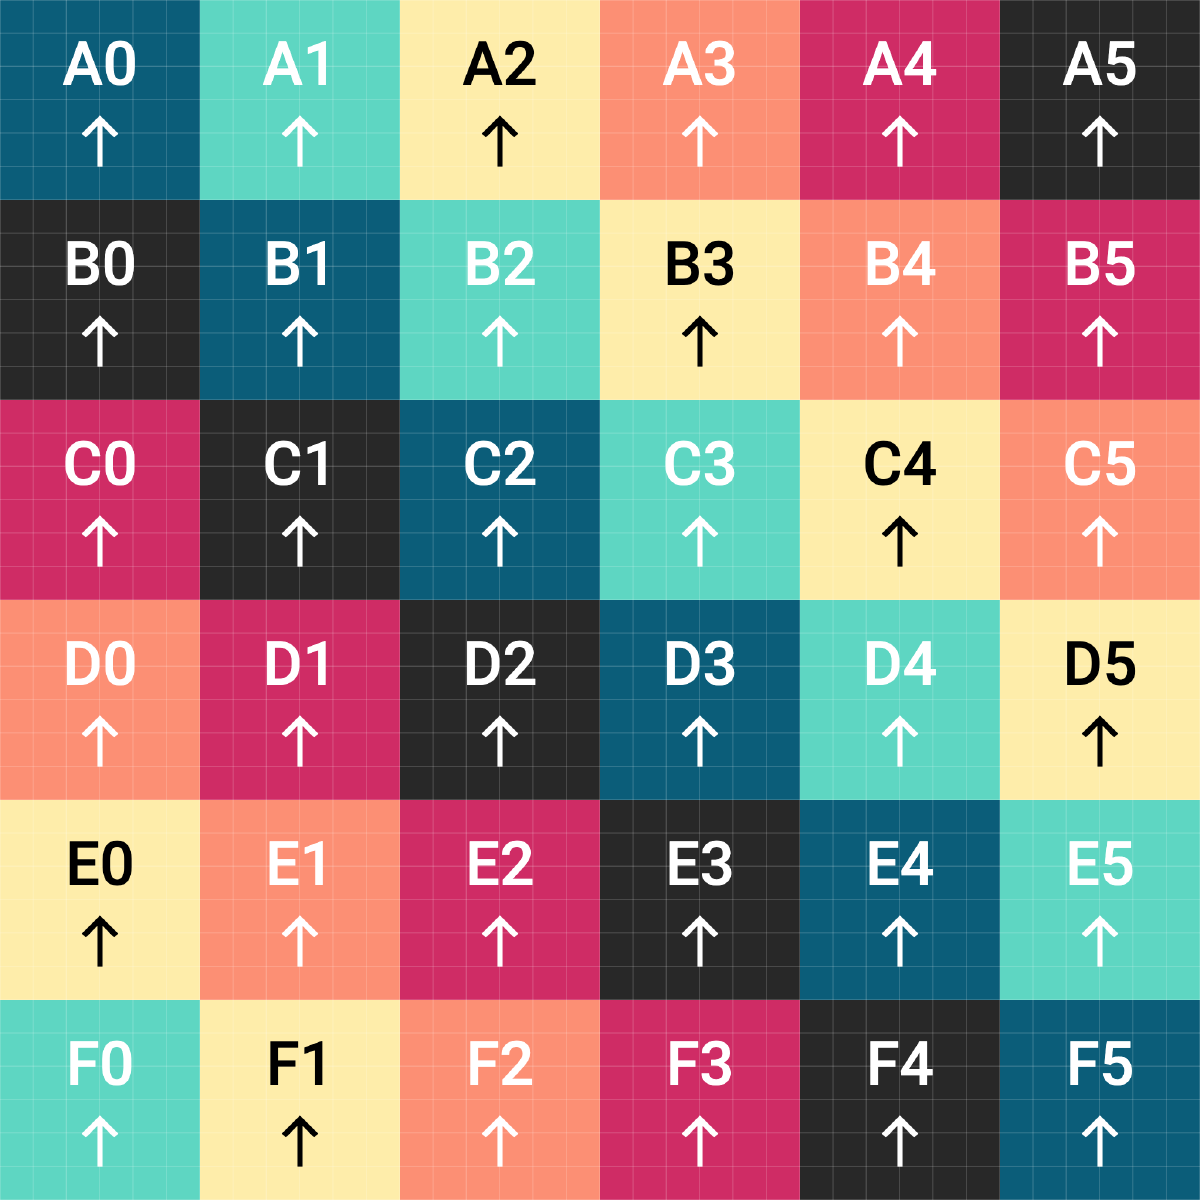 A0 A1 A2 A3 A4 A5
↑ ↑ ↑ ↑ ↑ ↑
B0 B1 B2 B3 B4 B5
↑ ↑ ↑ ↑ ↑ ↑
C0 C1 C2 C3 C4 C5
↑ ↑ ↑ ↑ ↑ ↑
D0 D1 D2 D3 D4 D5
↑ ↑ ↑ ↑ ↑ ↑
E0 E1 E2 E3 E4 E5
↑ ↑ ↑ ↑ ↑ ↑
F0 F1 F2 F3 F4 F5
↑ ↑ ↑ ↑ ↑ ↑